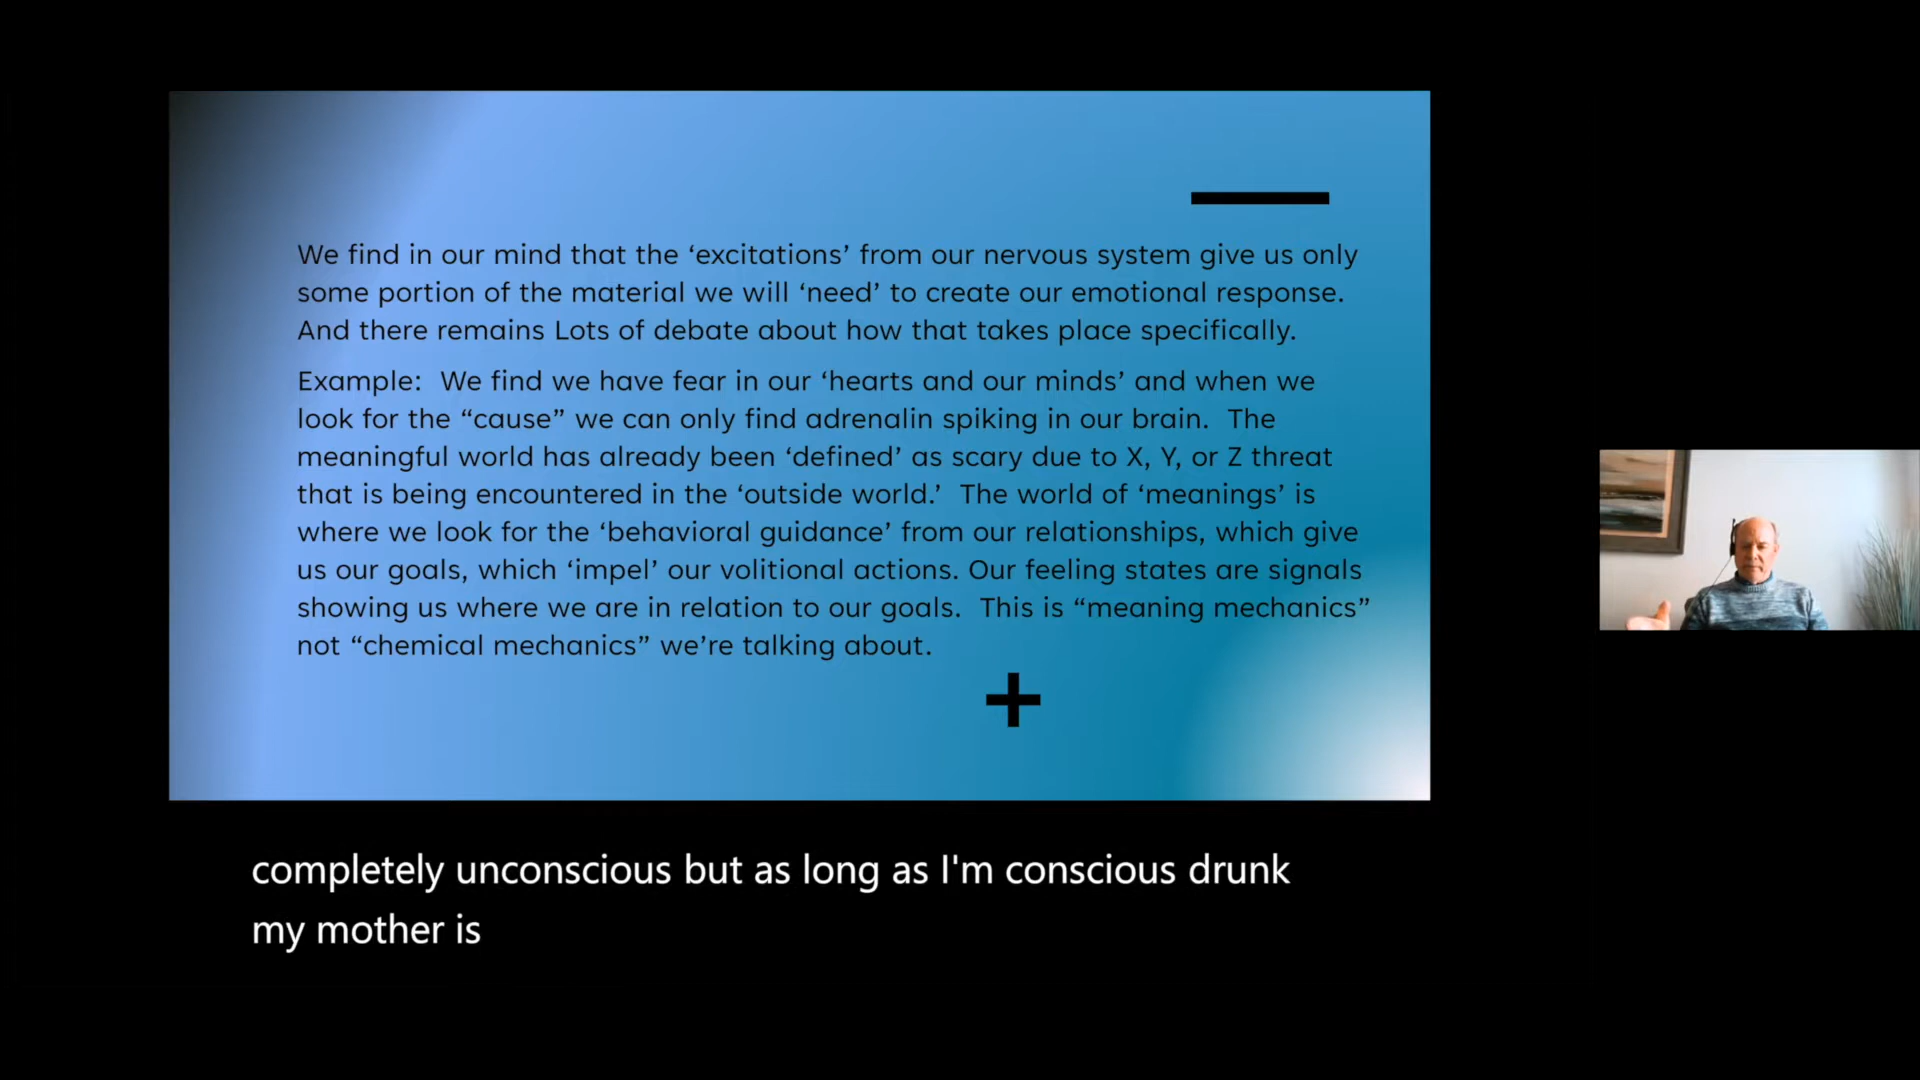 We find in our mind that the ‘excitations’ from our nervous system give us only
some portion of the material we will ‘need’ to create our emotional response.
And there remains Lots of debate about how that takes place specifically.
Example:  We find we have fear in our ‘hearts and our minds’ and when we
look for the “cause” we can only find adrenalin spiking in our brain.  The
meaningful world has already been ‘defined’ as scary due to X, Y, or Z threat
that is being encountered in the ‘outside world.’  The world of ‘meanings’ is
where we look for the ‘behavioral guidance’ from our relationships, which give
us our goals, which ‘impel’ our volitional actions. Our feeling states are signals
showing us where we are in relation to our goals.  This is “meaning mechanics”
not “chemical mechanics” we’re talking about.
completely unconscious but as long as I'm conscious drunk
my mother is